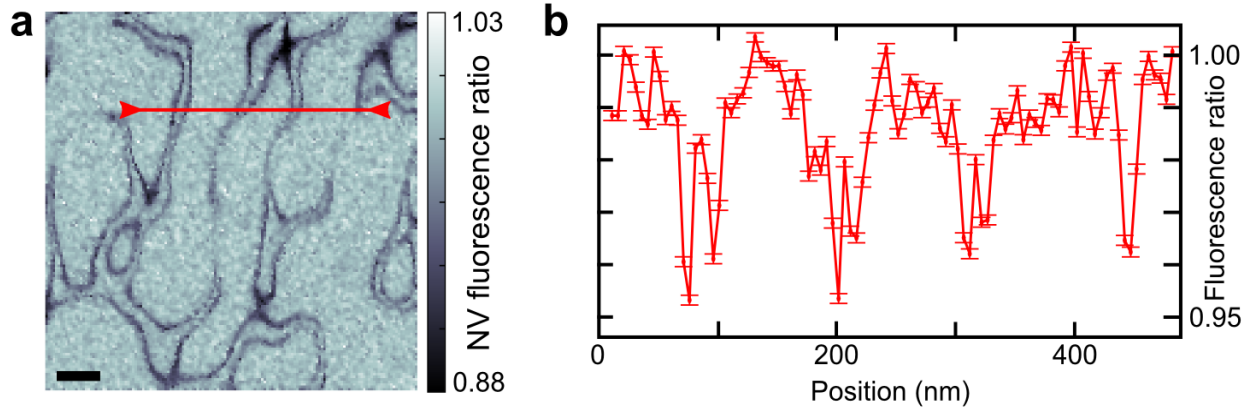 a
1.03
NV fluorescence ratio
0.88
b
1.00
Fluorescence ratio
0.95
0
200
400
Position (nm)